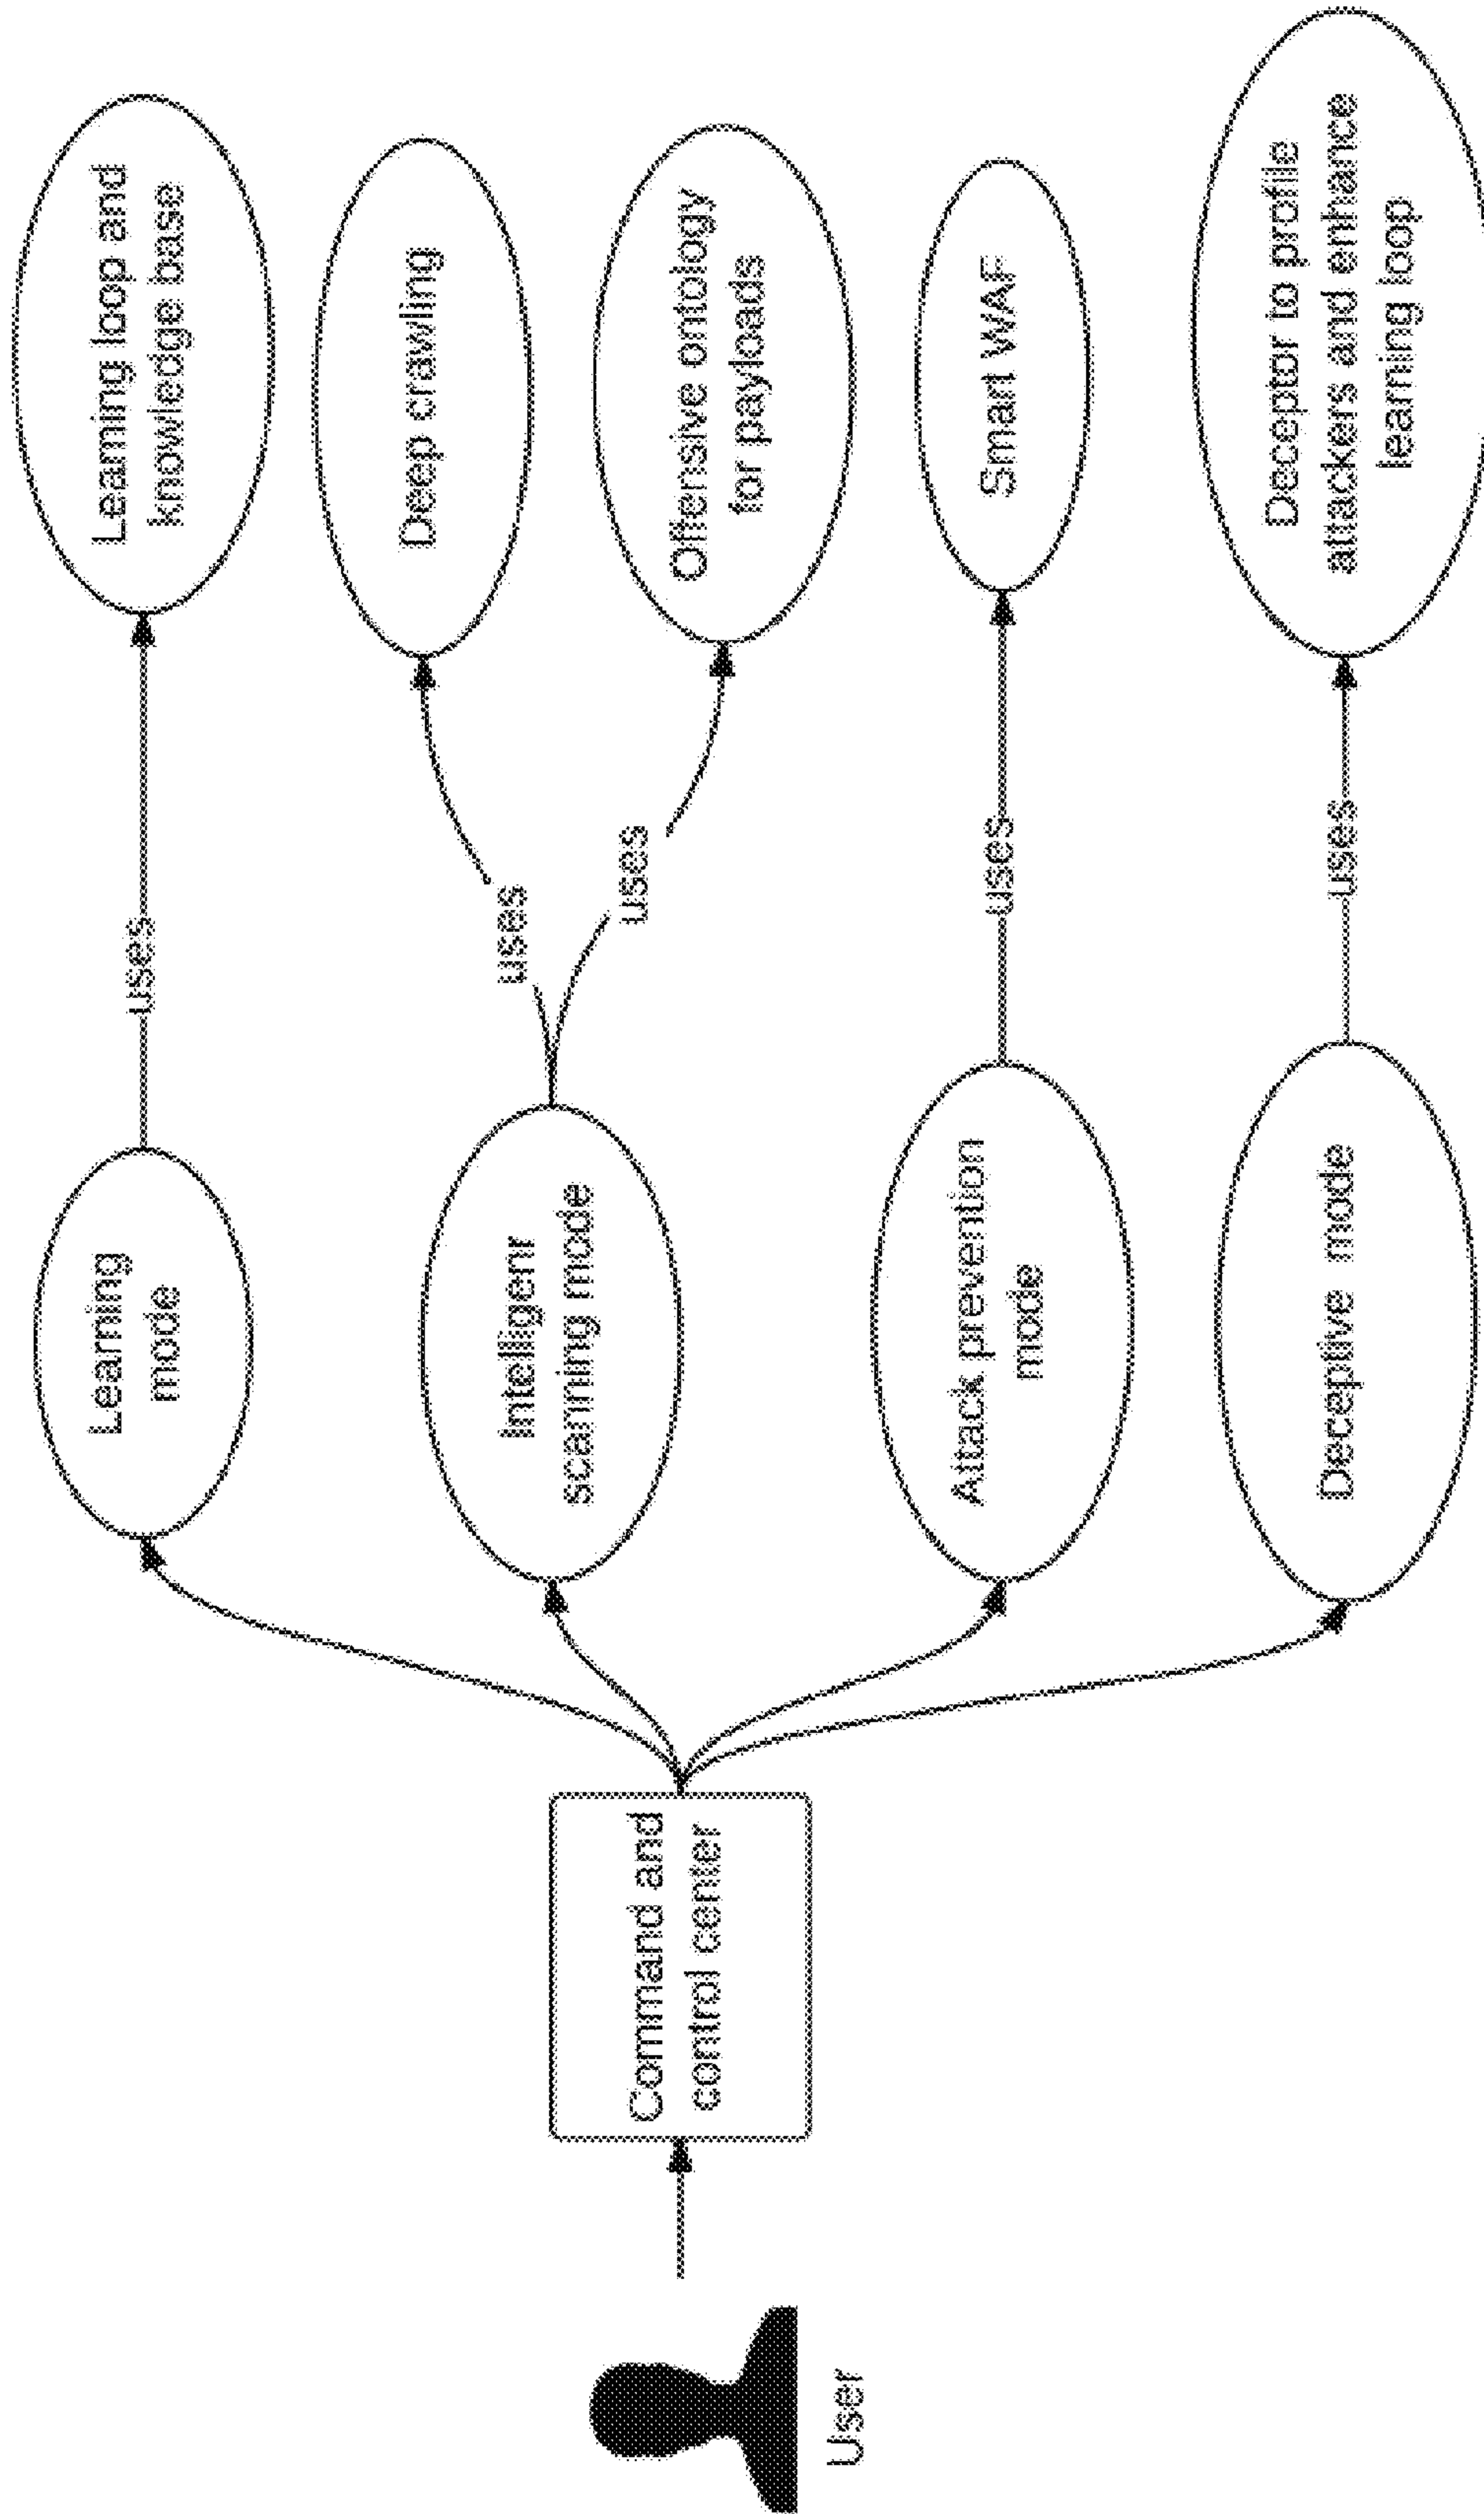 User
Command and
control center
Learning
mode
uses
Learning loop and
knowledge base
Intelligenr
scanning mode
uses
Deep crawling
uses
Offensive ontology
for payloads
Attack prevention
mode
uses
Smart WAF
Deceptive mode
uses
Deceptor to profile
attackers and enhance
learning loop